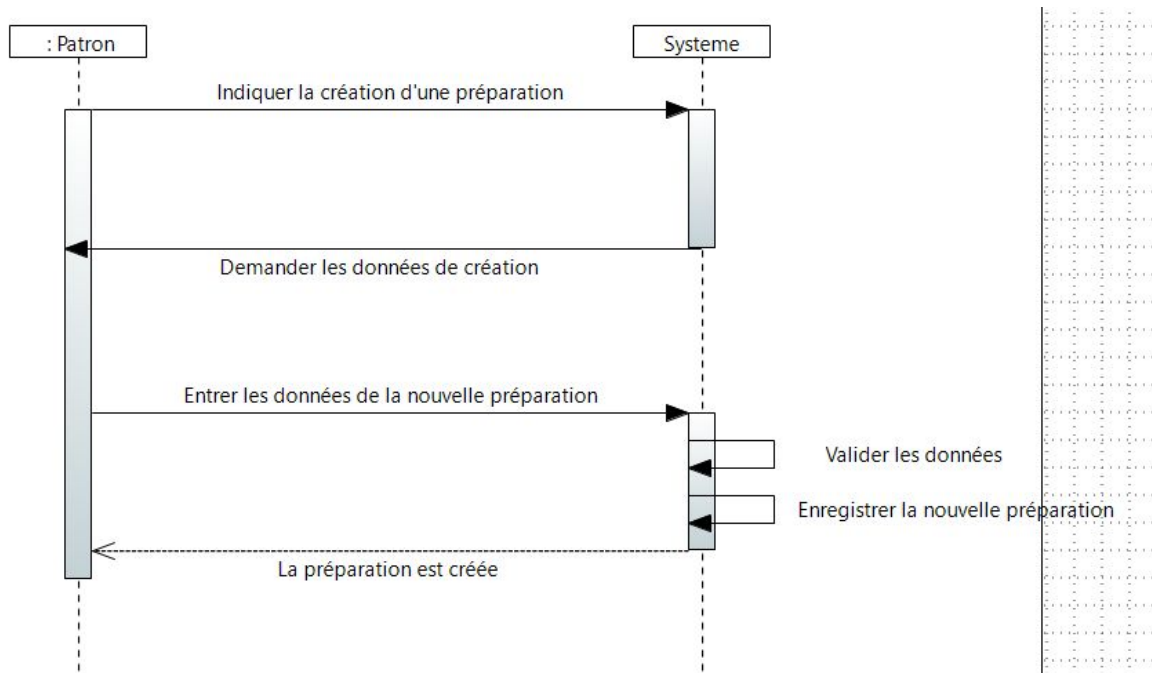 : Patron
Systeme
Indiquer la création d'une préparation
Demander les données de création
Entrer les données de la nouvelle préparation
Valider les données
Enregistrer la nouvelle préparation
La préparation est créée